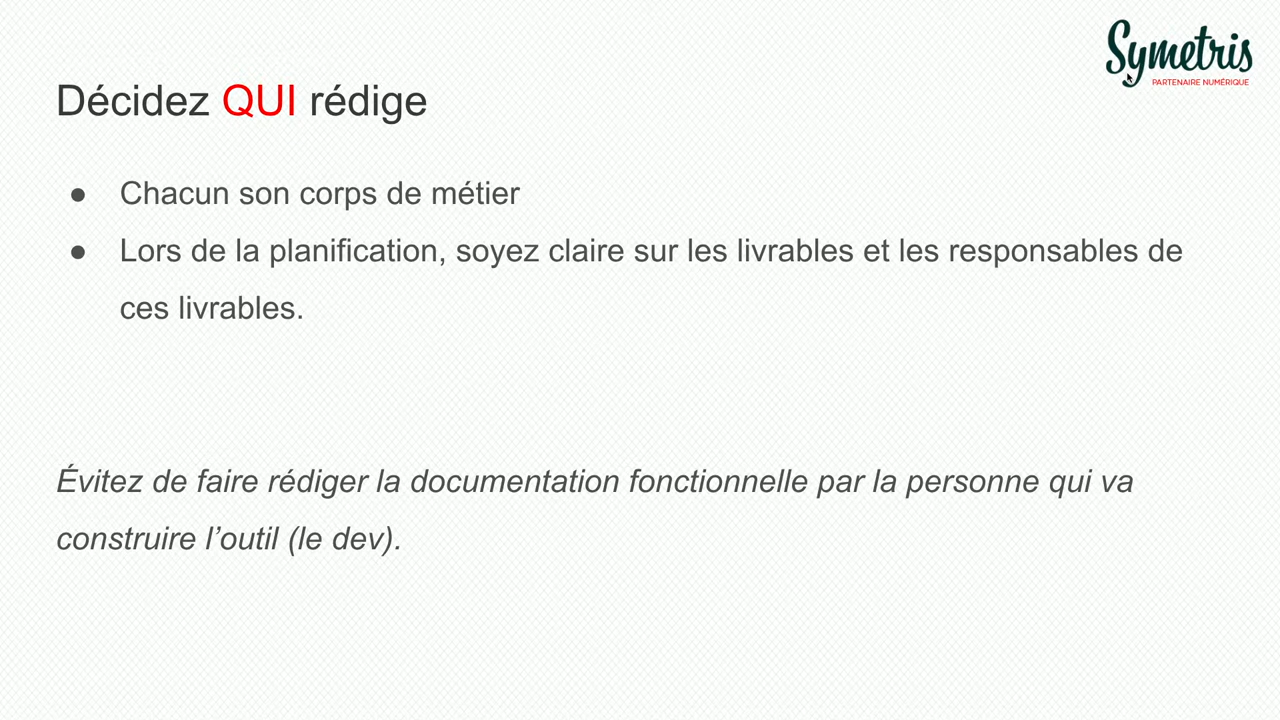 Symetris
PARTENAIRE NUMÉRIQUE
Décidez QUI rédige
● Chacun son corps de métier
● Lors de la planification, soyez claire sur les livrables et les responsables de
ces livrables.
Évitez de faire rédiger la documentation fonctionnelle par la personne qui va
construire l’outil (le dev).